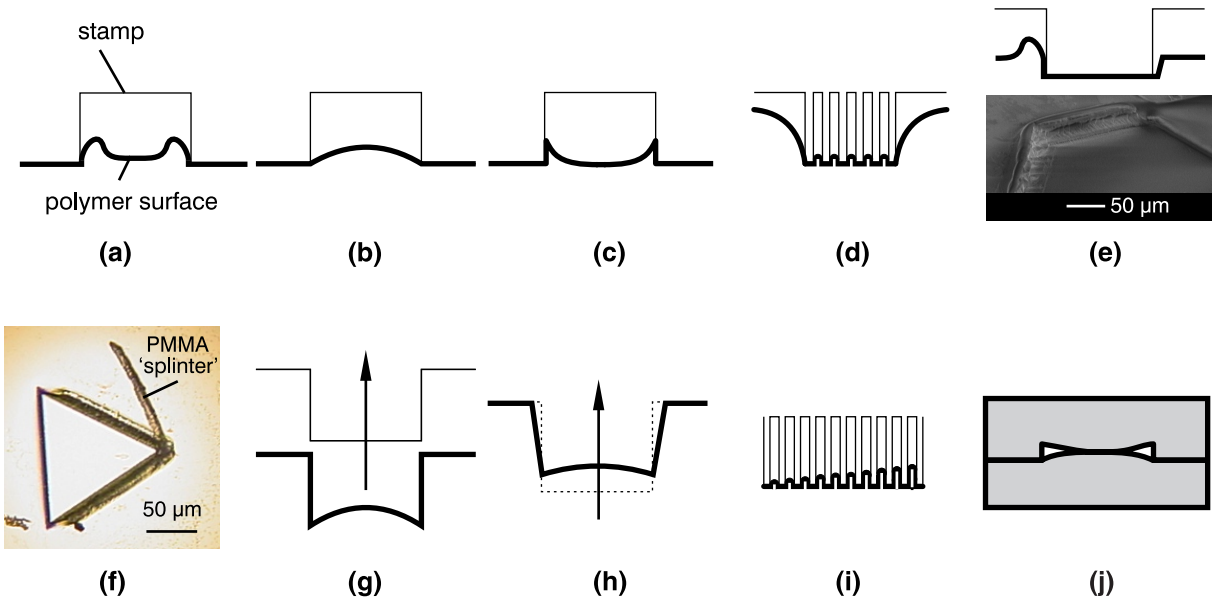 stamp
polymer surface
50 µm
(a)
(b)
(c)
(d)
(e)
PMMA
'splinter'
50 µm
(f)
(g)
(h)
(i)
(j)